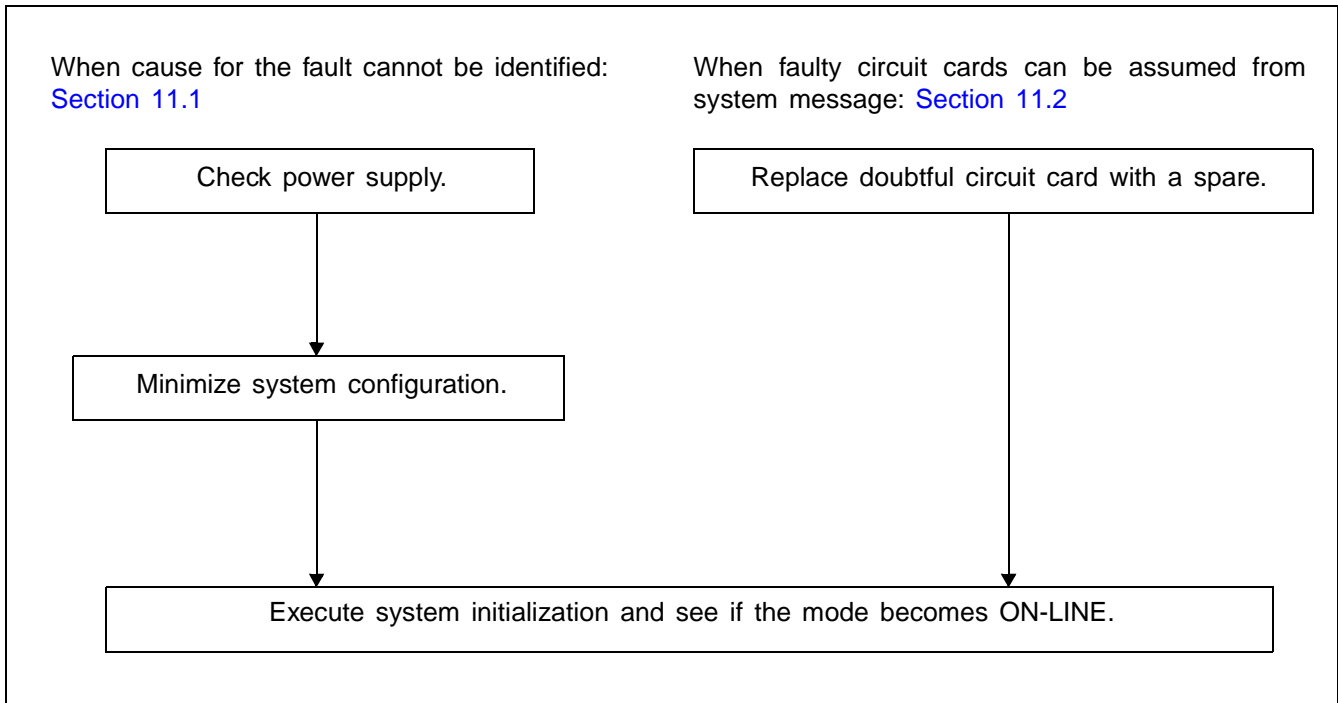 When cause for the fault cannot be identified:
Section 11.1
When faulty circuit cards can be assumed from
system message: Section 11.2
Check power supply.
Replace doubtful circuit card with a spare.
Minimize system configuration.
Execute system initialization and see if the mode becomes ON-LINE.